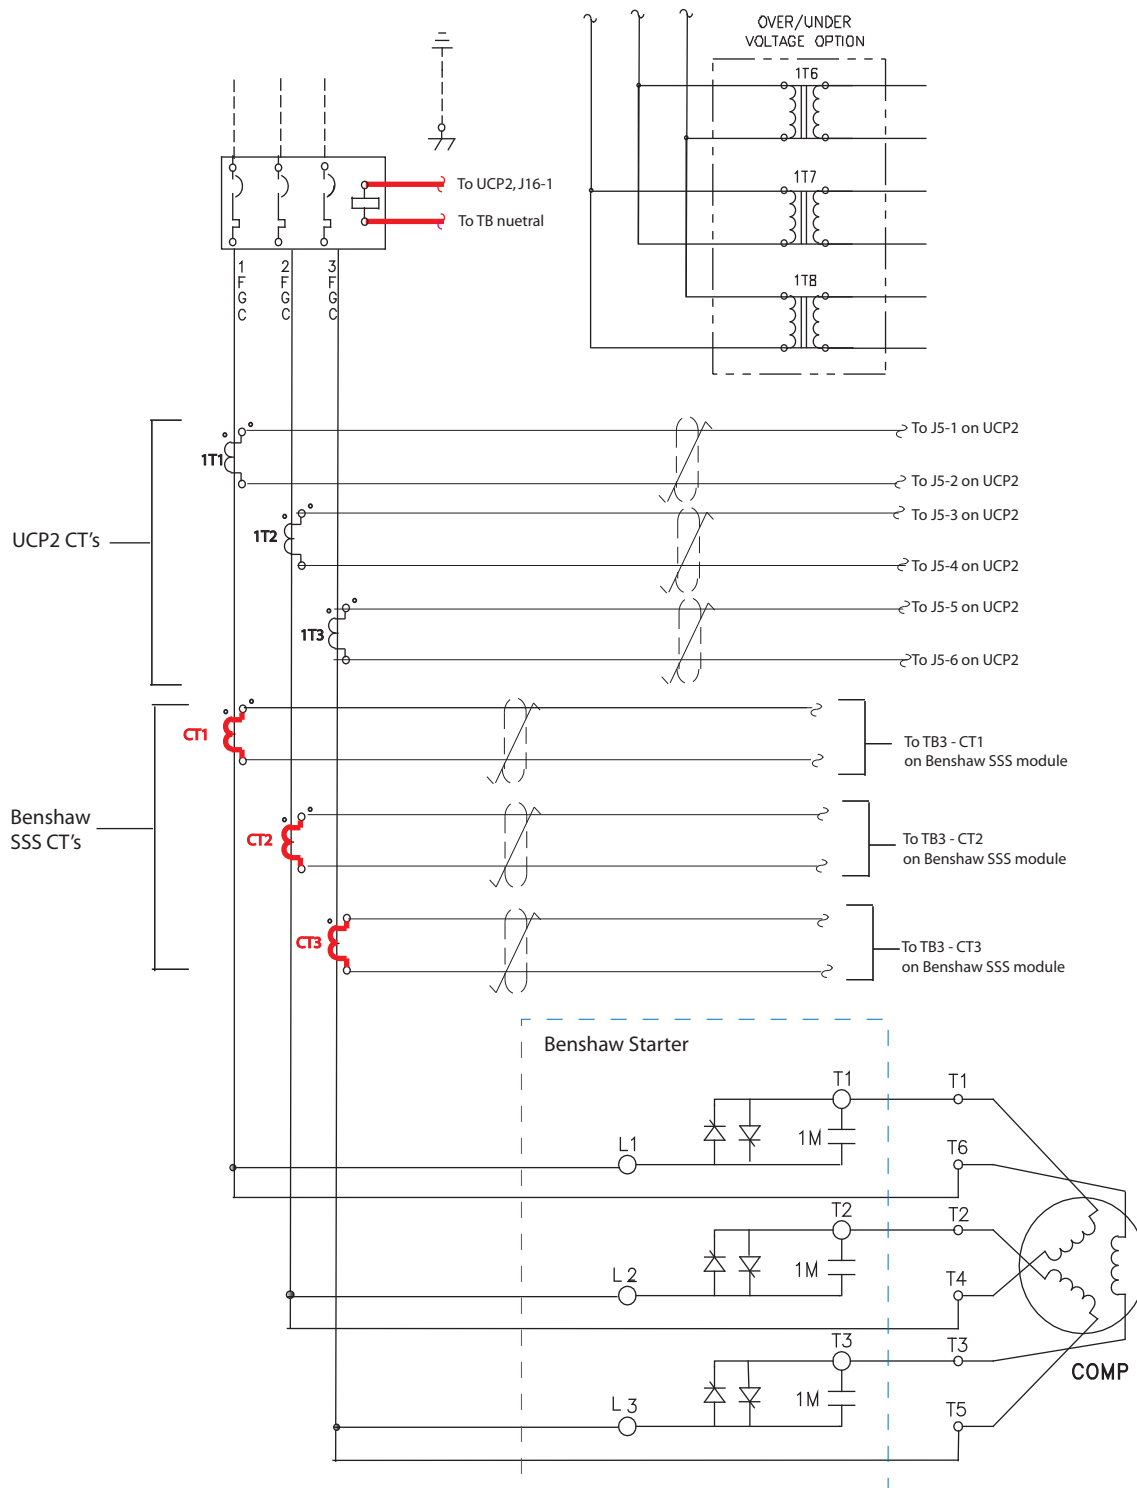 OVER/UNDER
VOLTAGE OPTION
1T6
1T7
1T8
To UCP2, J16-1
To TB nuetral
1
F
G
C
2
F
G
C
3
F
G
C
To J5-1 on UCP2
1T1
To J5-2 on UCP2
To J5-3 on UCP2
1T2
UCP2 CT's
To J5-4 on UCP2
To J5-5 on UCP2
1T3
To J5-6 on UCP2
CT1
To TB3 - CT1
on Benshaw SSS module
Benshaw
SSS CT's
CT2
To TB3 - CT2
on Benshaw SSS module
CT3
To TB3 - CT3
on Benshaw SSS module
Benshaw Starter
T1
T1
1M
L1
T6
T2
T2
1M
L 2
T4
T3
T3
COMP
1M
L 3
T5